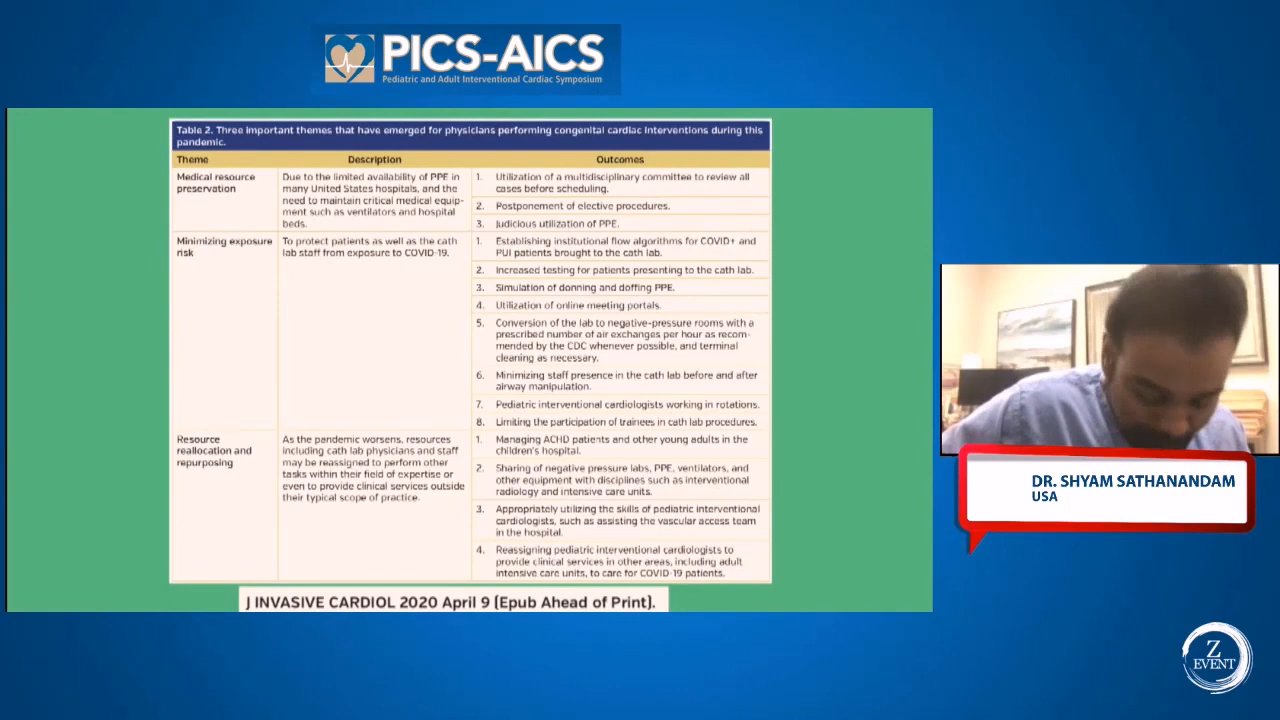 PICS-AICS
Pediatric and Adult Interventional Cardiac Symposium
Table 2. Three important themes that have emerged for physicians performing congenital cardiac interventions during this
pandemic.
Theme
Description
Outcomes
Medical resource
preservation
Due to the limited availability of PPE in
many United States hospitals, and the
need to maintain critical medical equip-
ment such as ventilators and hospital
beds.
1. Utilization of a multidisciplinary committee to review all
cases before scheduling.
2. Postponement of elective procedures.
3. Judicious utilization of PPE.
Minimizing exposure
risk
To protect patients as well as the cath
lab staff from exposure to COVID-19.
1. Establishing institutional flow algorithms for COVID+ and
PUI patients brought to the cath lab.
2. Increased testing for patients presenting to the cath lab.
3. Simulation of donning and doffing PPE.
4. Utilization of online meeting portals.
5. Conversion of the lab to negative-pressure rooms with a
prescribed number of air exchanges per hour as recom-
mended by the CDC whenever possible, and terminal
cleaning as necessary.
6. Minimizing staff presence in the cath lab before and after
airway manipulation.
7. Pediatric interventional cardiologists working in rotations.
8. Limiting the participation of trainees in cath lab procedures.
Resource
reallocation and
repurposing
As the pandemic worsens, resources
including cath lab physicians and staff
may be reassigned to perform other
tasks within their field of expertise or
even to provide clinical services outside
their typical scope of practice.
1. Managing ACHD patients and other young adults in the
children's hospital.
2. Sharing of negative pressure labs, PPE, ventilators, and
other equipment with disciplines such as interventional
radiology and intensive care units.
3. Appropriately utilizing the skills of pediatric interventional
cardiologists, such as assisting the vascular access team
in the hospital.
4. Reassigning pediatric interventional cardiologists to
provide clinical services in other areas, including adult
intensive care units, to care for COVID-19 patients.
J INVASIVE CARDIOL 2020 April 9 (Epub Ahead of Print).
DR. SHYAM SATHANANDAM
USA
Z
EVENT